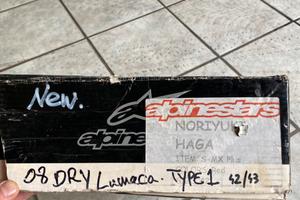 New.
alpinestars
alpinestars
NORIYUKI
HAGA
ITEM: S-MX Plus
08 DRY Lumaca. TYPE 1 42/43